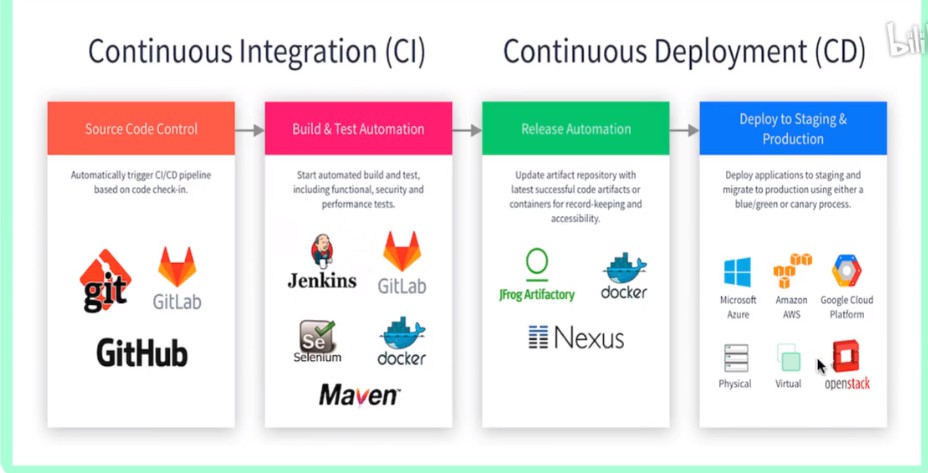 Continuous Integration (CI)
Continuous Deployment (CD)
bili
Source Code Control
Automatically trigger CI/CD pipeline
based on code check-in.
git
GitLab
GitHub
Build & Test Automation
Start automated build and test,
including functional, security and
performance tests.
Jenkins
GitLab
Se
Selenium
docker
Maven™
Release Automation
Update artifact repository with
latest successful code artifacts or
containers for record-keeping and
accessibility.
JFrog Artifactory
docker
Nexus
Deploy to Staging &
Production
Deploy applications to staging and
migrate to production using either a
blue/green or canary process.
Microsoft
Azure
Amazon
AWS
Google Cloud
Platform
Physical
Virtual
openstack